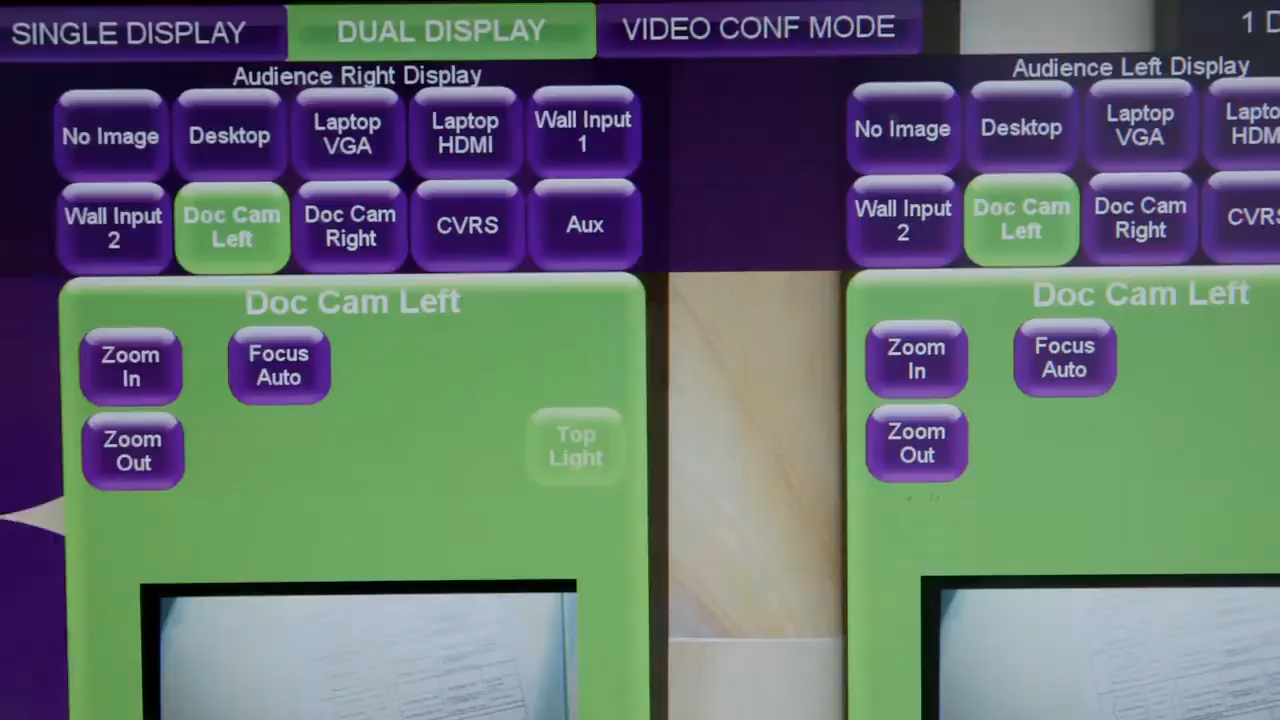 SINGLE DISPLAY
DUAL DISPLAY
VIDEO CONF MODE
1
Audience Right Display
No Image
Desktop
Laptop
VGA
Laptop
HDMI
Wall Input
1
Wall Input
2
Doc Cam
Left
Doc Cam
Right
CVRS
Aux
Doc Cam Left
Zoom
In
Focus
Auto
Zoom
Out
Top
Light
Audience Left Display
No Image
Desktop
Laptop
VGA
Wall Input
2
Doc Cam
Left
Doc Cam
Right
Doc Cam Left
Zoom
In
Focus
Auto
Zoom
Out